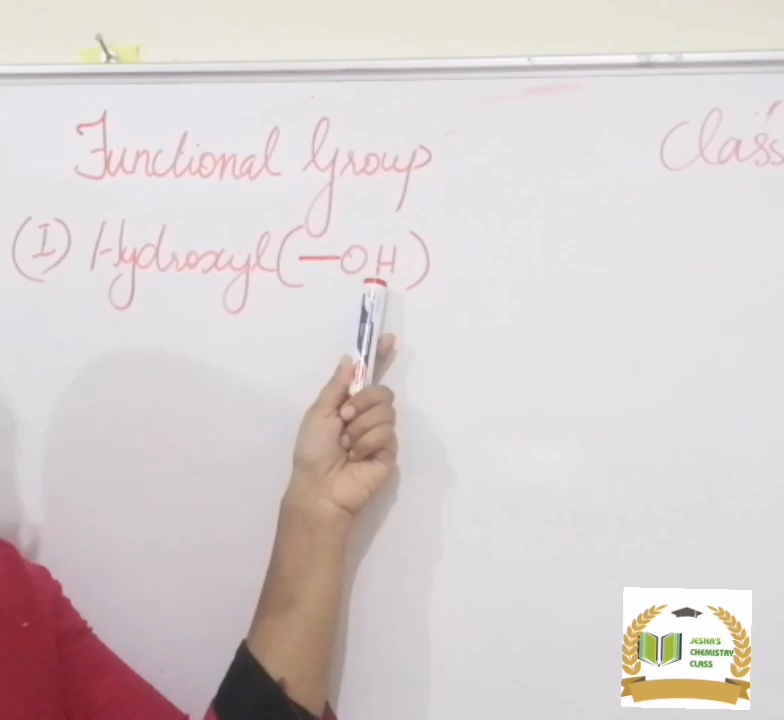 Functional Group
Class
(I) Hydroxyl (—OH)
JESNA'S
CHEMISTRY
CLASS